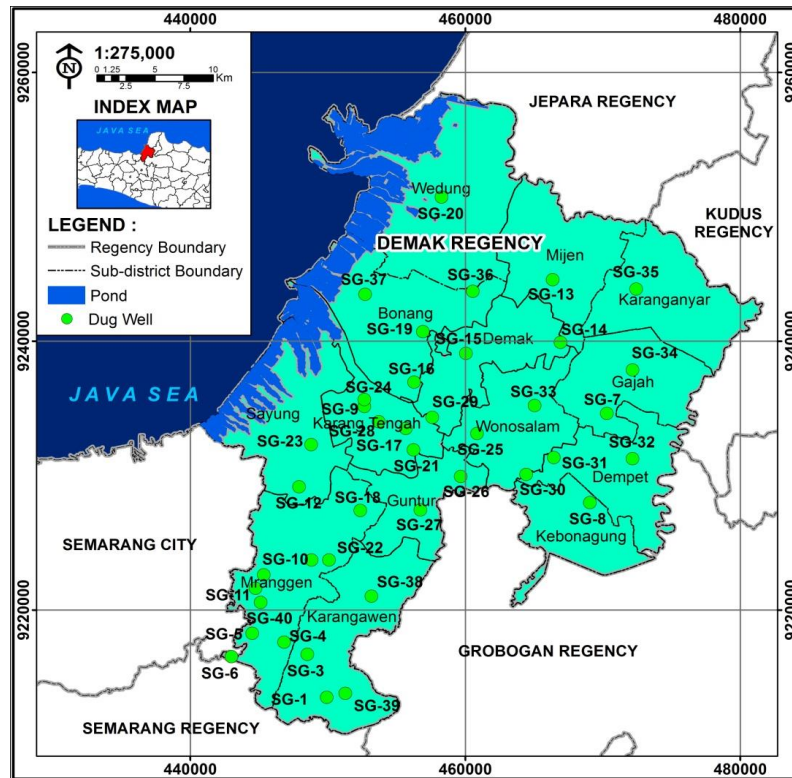 440000
460000
480000
9260000
9260000
1:275,000
N
0 1.25 5 10
2.5 7.5 Km
INDEX MAP
JAVA SEA
LEGEND :
Regency Boundary
Sub-district Boundary
Pond
Dug Well
JEPARA REGENCY
KUDUS
REGENCY
Wedung
SG-20
DEMAK REGENCY
Mijen
SG-37
SG-36
SG-13
SG-35
Karanganyar
Bonang
SG-19
SG-15
Demak
SG-14
9240000
9240000
SG-34
Gajah
SG-16
SG-24
SG-9
SG-33
SG-7
JAVA SEA
Sayung
Karang Tengah
SG-28
SG-29
Wonosalam
SG-23
SG-17
SG-21
SG-25
SG-32
SG-31
Dempet
SG-12
SG-18
Guntur
SG-26
SG-30
SG-27
SG-8
Kebonagung
SEMARANG CITY
SG-10
SG-22
Mranggen
SG-38
SG-11
SG-40
Karangawen
9220000
9220000
SG-5
SG-4
SG-6
SG-3
GROBOGAN REGENCY
SG-1
SG-39
SEMARANG REGENCY
440000
460000
480000